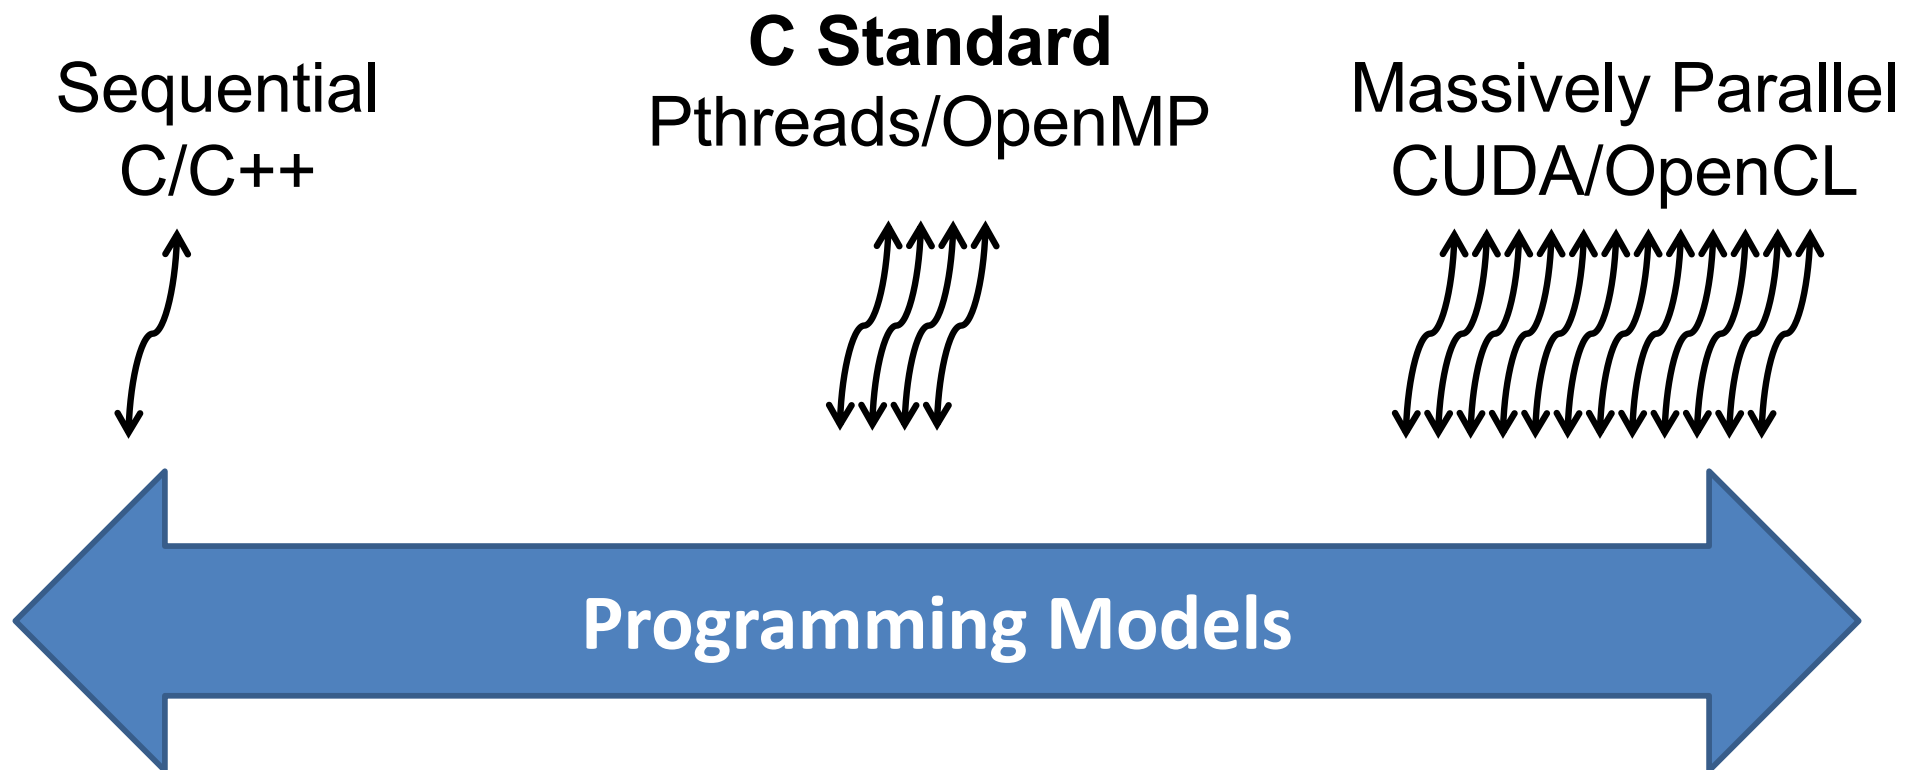 Sequential
C/C++
C Standard
Pthreads/OpenMP
Massively Parallel
CUDA/OpenCL
Programming Models